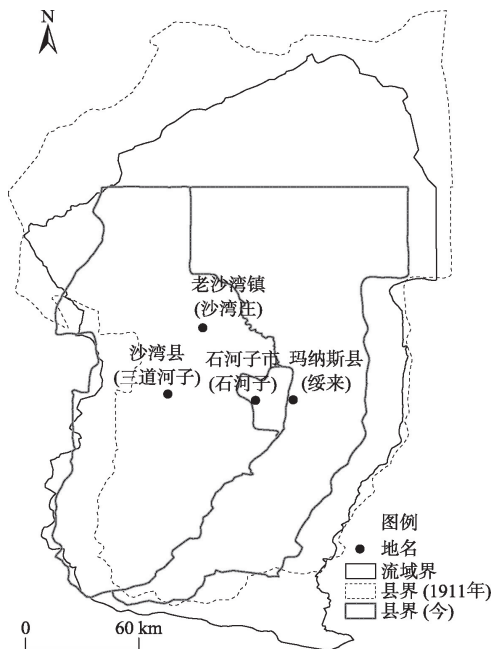 N
老沙湾镇
(沙湾庄)
沙湾县
(三道河子)
石河子市
(石河子)
玛纳斯县
(绥来)
图例
地名
流域界
县界 (1911年)
县界 (今)
0 60 km